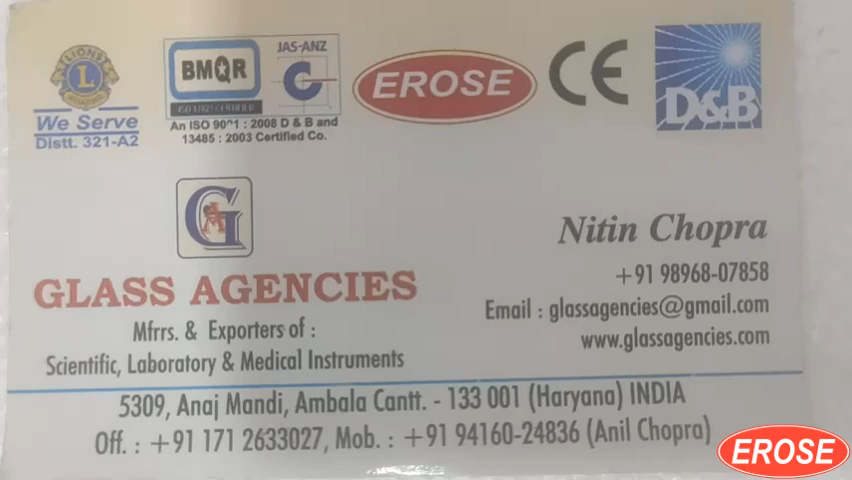 LIONS
L
We Serve
Distt. 321-A2
BMQR
JAS-ANZ
C
An ISO 9001 : 2008 D & B and
13485 : 2003 Certified Co.
EROSE
CE
D&B
GA
GLASS AGENCIES
Mfrrs. & Exporters of :
Scientific, Laboratory & Medical Instruments
Nitin Chopra
+91 98968-07858
Email : glassagencies@gmail.com
www.glassagencies.com
5309, Anaj Mandi, Ambala Cantt. - 133 001 (Haryana) INDIA
Off. : +91 171 2633027, Mob. : +91 94160-24836 (Anil Chopra)
EROSE